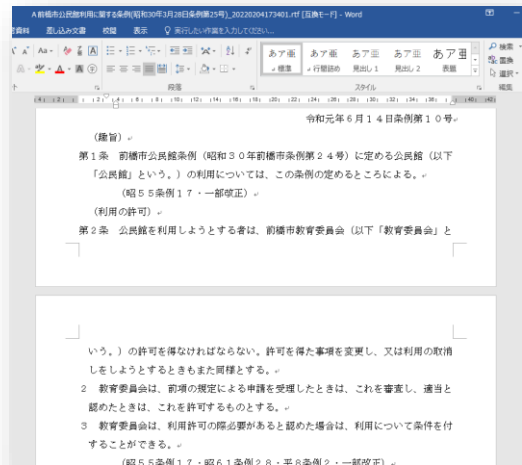 A 前橋市公民館利用に関する条例(昭和30年3月28日条例第25号)_20220204173401.rtf [互換モード] - Word
資料 差し込み文書 校閲 表示 実行したい作業を入力してください...
あア亜 あア亜 あア亜 あア亜 あア亜
標準 行間詰め 見出し 1 見出し 2 表題
検索
置換
選択
段落 スタイル 編集
令和元年6月14日条例第10号
(趣旨)
第1条 前橋市公民館条例(昭和30年前橋市条例第24号)に定める公民館(以下
「公民館」という。)の利用については、この条例の定めるところによる。
(昭55条例17・一部改正)
(利用の許可)
第2条 公民館を利用しようとする者は、前橋市教育委員会(以下「教育委員会」と
いう。)の許可を得なければならない。許可を得た事項を変更し、又は利用の取消
しをしようとするときもまた同様とする。
2 教育委員会は、前項の規定による申請を受理したときは、これを審査し、適当と
認めたときは、これを許可するものとする。
3 教育委員会は、利用許可の際必要があると認めた場合は、利用について条件を付
することができる。
(昭55条例17・昭61条例28・平8条例2・一部改正)